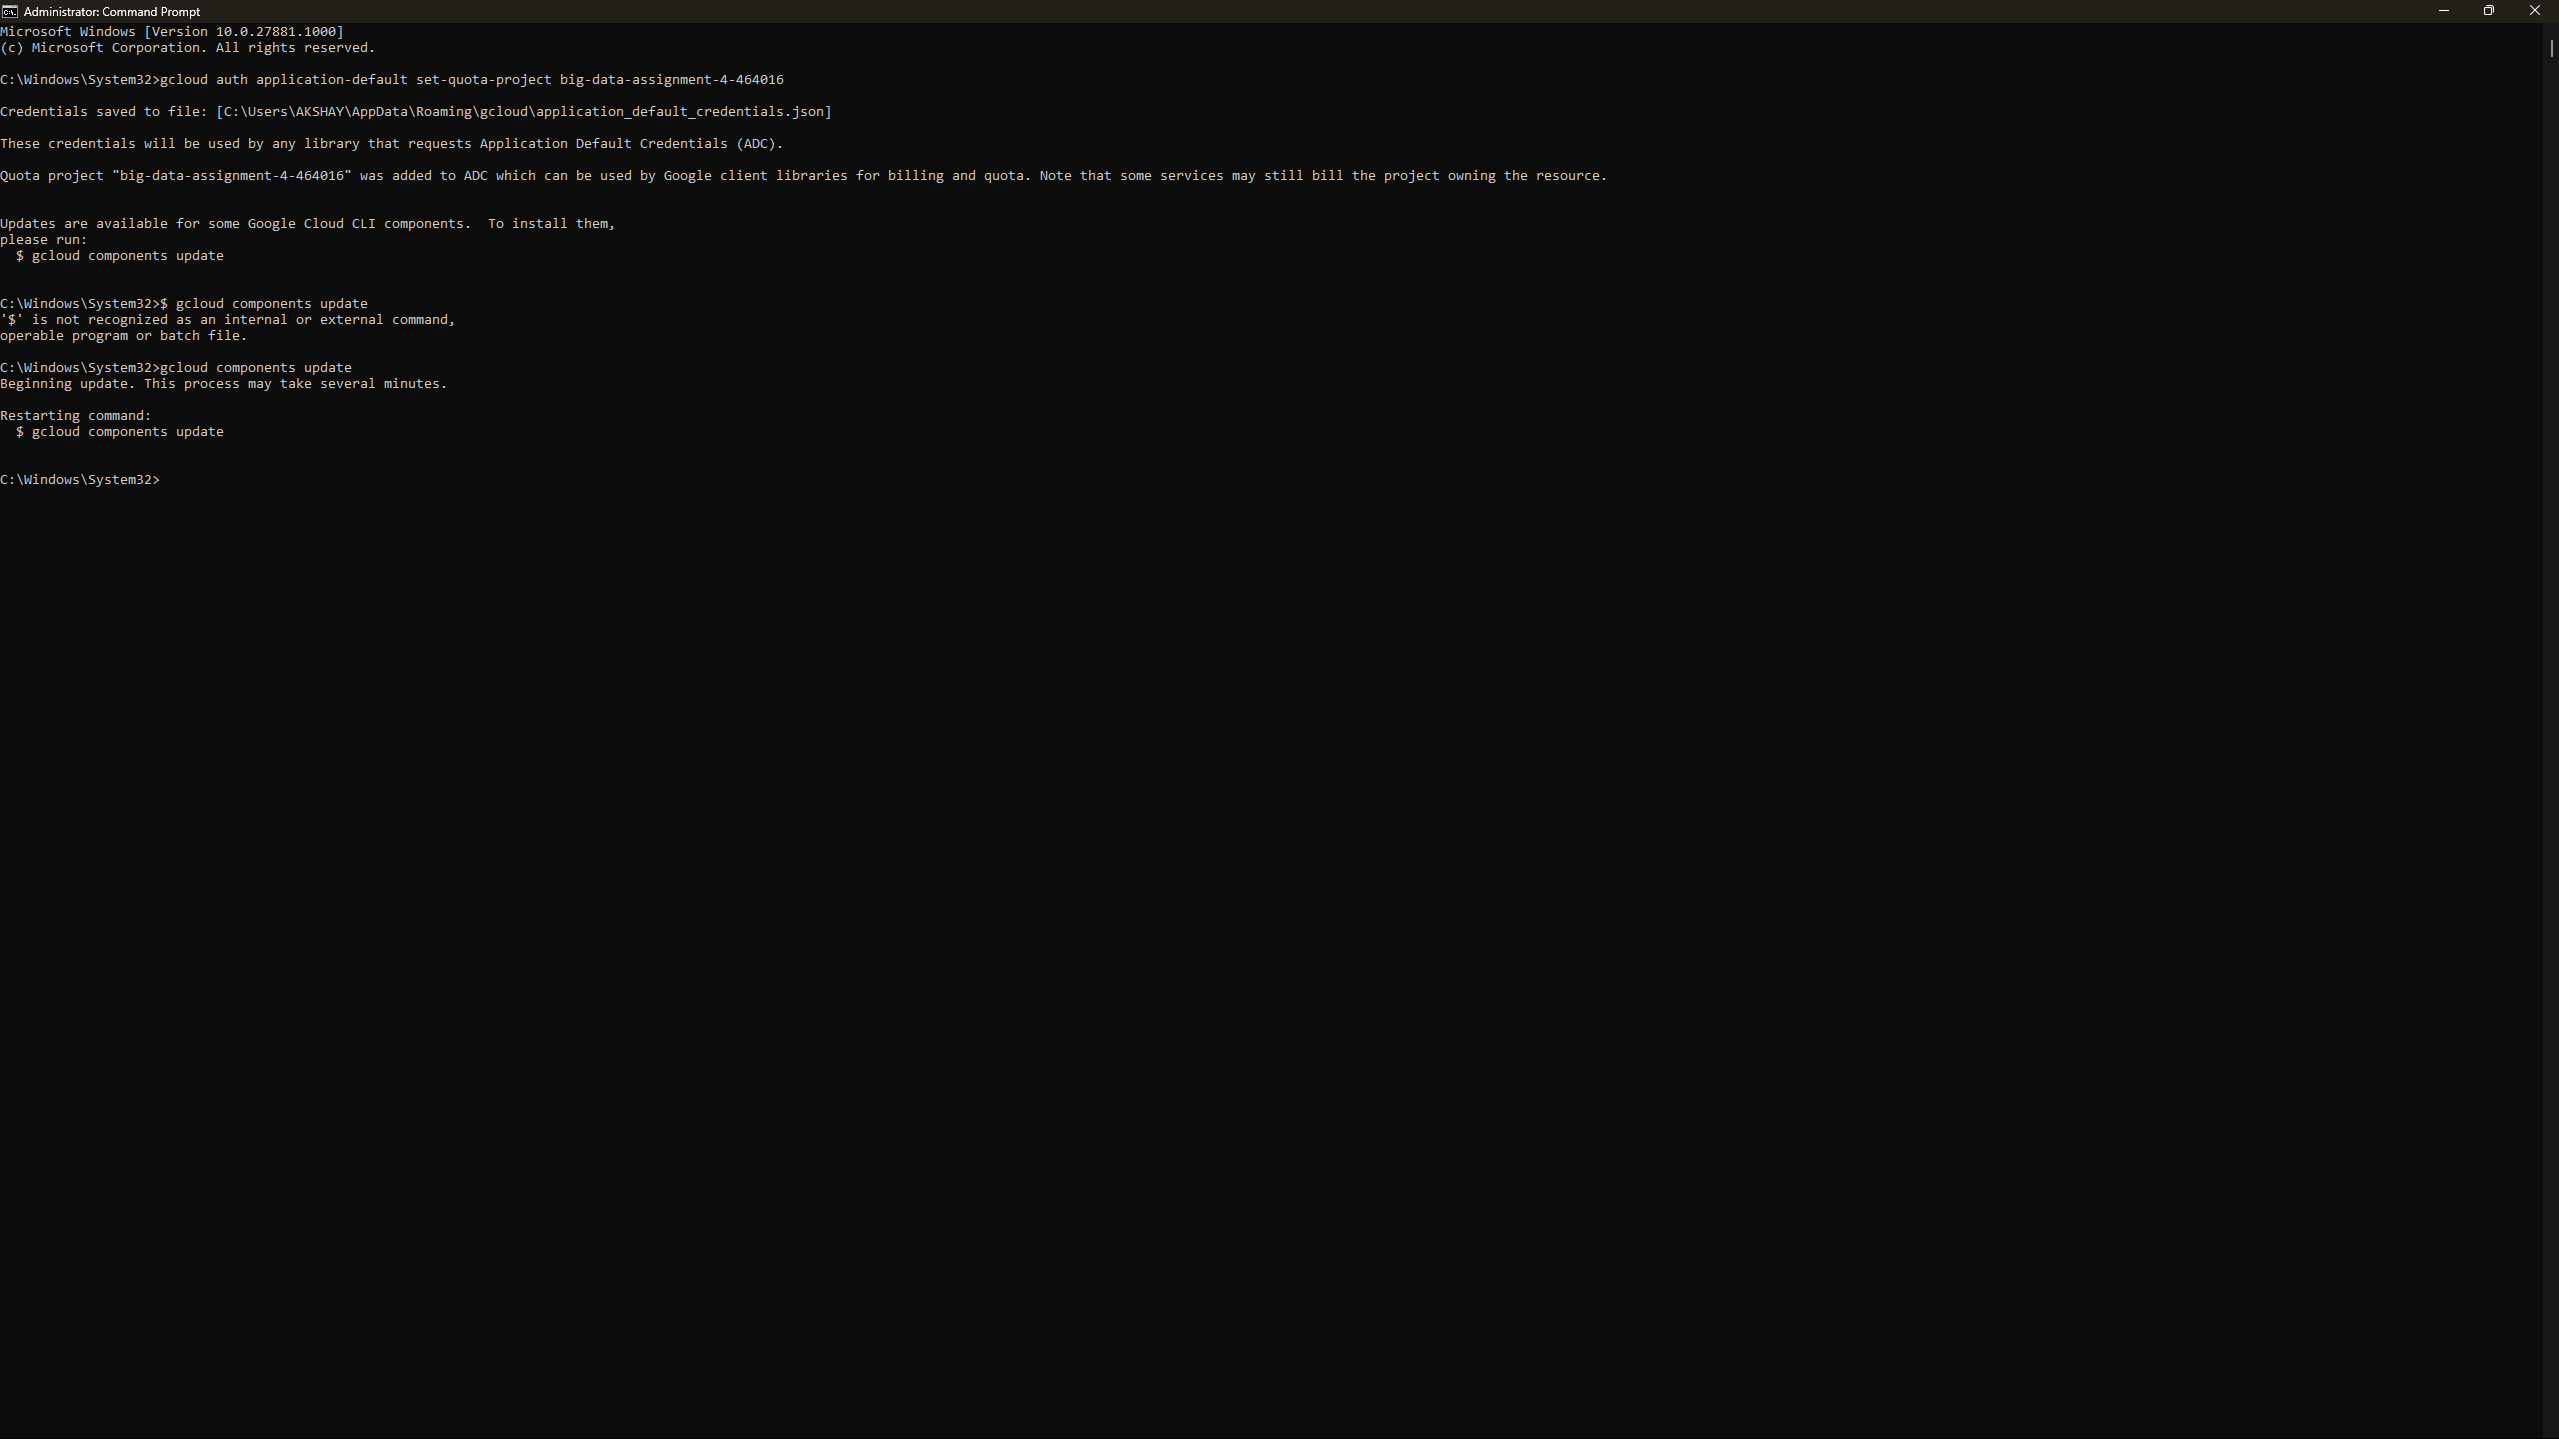 Administrator: Command Prompt
Microsoft Windows [Version 10.0.27881.1000]
(c) Microsoft Corporation. All rights reserved.
C:\Windows\System32>gcloud auth application-default set-quota-project big-data-assignment-4-464016
Credentials saved to file: [C:\Users\AKSHAY\AppData\Roaming\gcloud\application_default_credentials.json]
These credentials will be used by any library that requests Application Default Credentials (ADC).
Quota project "big-data-assignment-4-464016" was added to ADC which can be used by Google client libraries for billing and quota. Note that some services may still bill the project owning the resource.
Updates are available for some Google Cloud CLI components.  To install them,
please run:
  $ gcloud components update
C:\Windows\System32>$ gcloud components update
'$' is not recognized as an internal or external command,
operable program or batch file.
C:\Windows\System32>gcloud components update
Beginning update. This process may take several minutes.
Restarting command:
  $ gcloud components update
C:\Windows\System32>